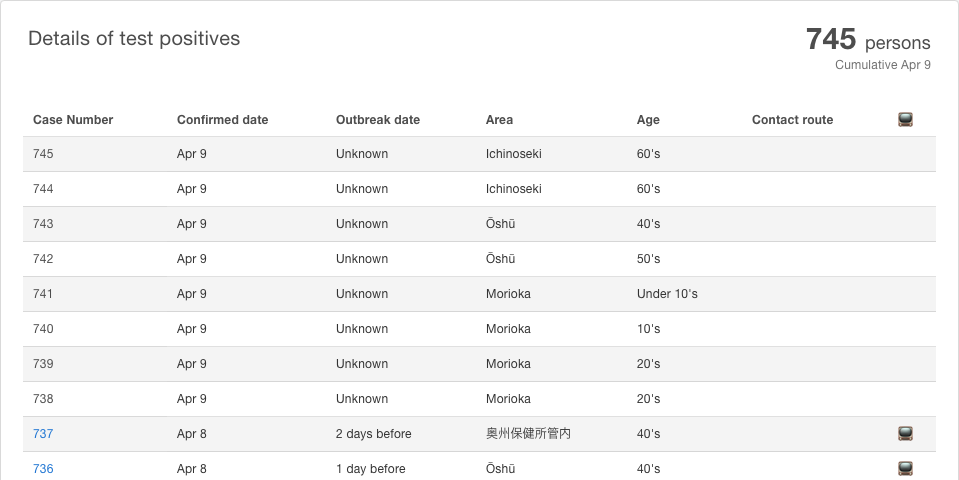 Details of test positives
745 persons
Cumulative Apr 9
Case Number Confirmed date Outbreak date Area Age Contact route
745 Apr 9 Unknown Ichinoseki 60's
744 Apr 9 Unknown Ichinoseki 60's
743 Apr 9 Unknown Ōshū 40's
742 Apr 9 Unknown Ōshū 50's
741 Apr 9 Unknown Morioka Under 10's
740 Apr 9 Unknown Morioka 10's
739 Apr 9 Unknown Morioka 20's
738 Apr 9 Unknown Morioka 20's
737 Apr 8 2 days before 奥州保健所管内 40's
736 Apr 8 1 day before Ōshū 40's